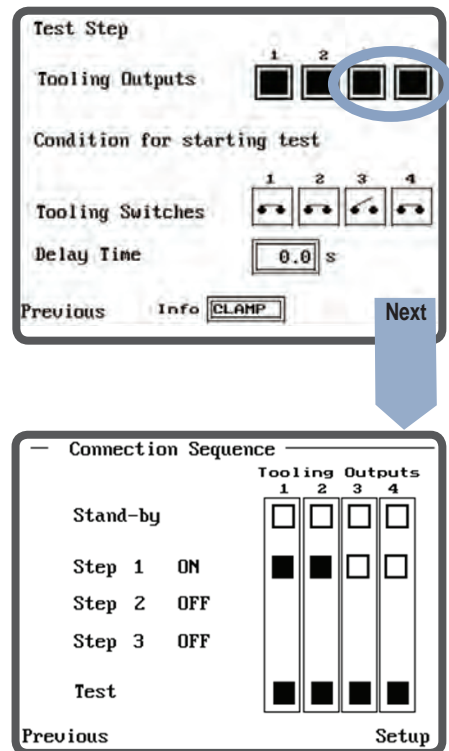 Test Step
1 2
Tooling Outputs
Condition for starting test
1 2 3 4
Tooling Switches
Delay Time 0.0 s
Previous Info CLAMP Next
Connection Sequence
Tooling Outputs
1 2 3 4
Stand-by
Step 1 ON
Step 2 OFF
Step 3 OFF
Test
Previous Setup